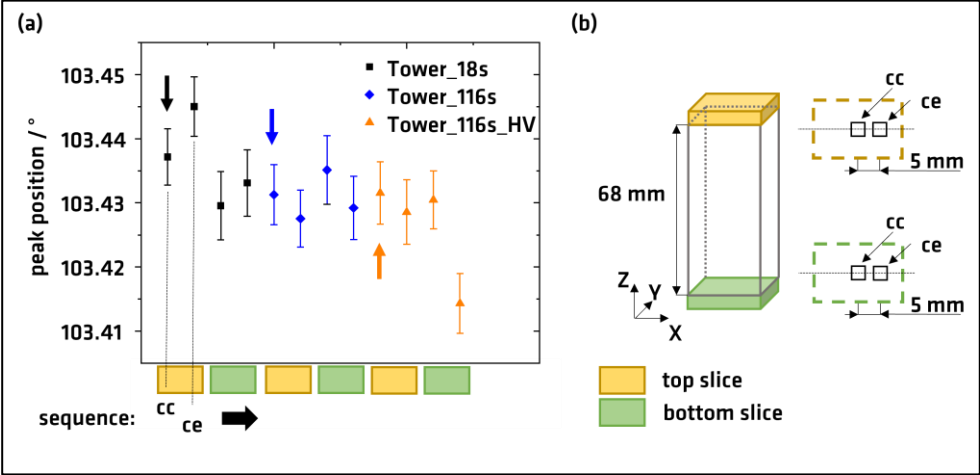 (a)
103.45
103.44
103.43
103.42
103.41
peak position / °
Tower_18s
Tower_116s
Tower_116s_HV
cc
ce
sequence:
(b)
68 mm
Z
Y
X
cc
ce
5 mm
cc
ce
5 mm
top slice
bottom slice